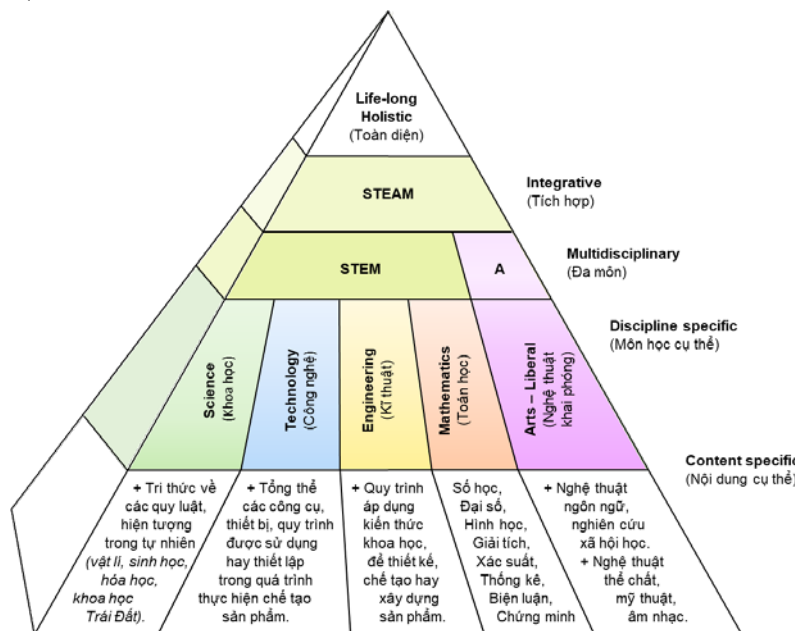 Life-long
Holistic
(Toàn diện)
STEAM
Integrative
(Tích hợp)
STEM
A
Multidisciplinary
(Đa môn)
Discipline specific
(Môn học cụ thể)
Science
(Khoa học)
Technology
(Công nghệ)
Engineering
(Kĩ thuật)
Mathematics
(Toán học)
Arts – Liberal
(Nghệ thuật
khai phóng)
Content specific
(Nội dung cụ thể)
+ Tri thức về
các quy luật,
hiện tượng
trong tự nhiên
(vật lí, sinh học,
hóa học,
khoa học
Trái Đất).
+ Tổng thể
các công cụ,
thiết bị, quy trình
được sử dụng
hay thiết lập
trong quá trình
thực hiện chế tạo
sản phẩm.
+ Quy trình
áp dụng
kiến thức
khoa học,
để thiết kế,
chế tạo hay
xây dựng
sản phẩm.
Số học,
Đại số,
Hình học,
Giải tích,
Xác suất,
Thống kê,
Biện luận,
Chứng minh
+ Nghệ thuật
ngôn ngữ,
nghiên cứu
xã hội học.
+ Nghệ thuật
thể chất,
mỹ thuật,
âm nhạc.